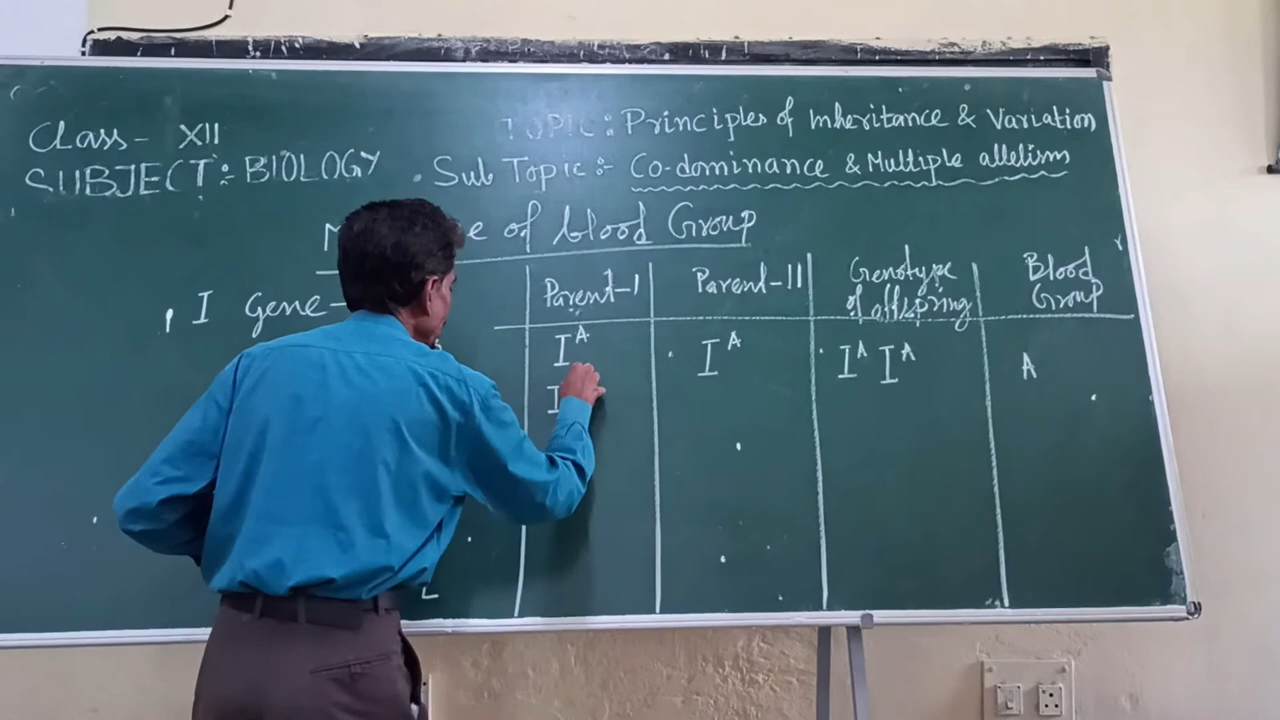 Class- XII
TOPIC: Principles of Inheritance & Variation
SUBJECT:- BIOLOGY
Sub Topic:- Co-dominance & Multiple allelism
of blood Group
I gene-
Parent-I Parent-II Genotype of offspring Blood Group
I^A I^A I^A I^A A
I